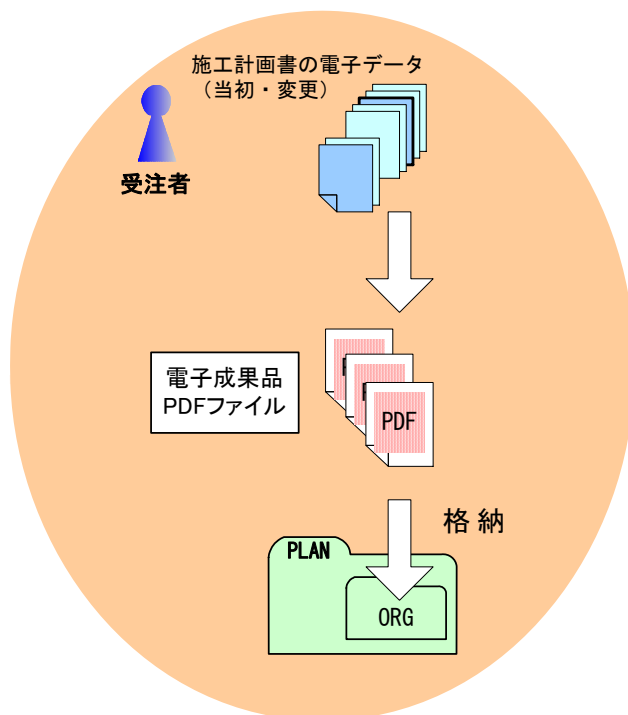 施工計画書の電子データ
（当初・変更）
受注者
電子成果品
PDFファイル
P
P
PDF
格 納
PLAN
ORG